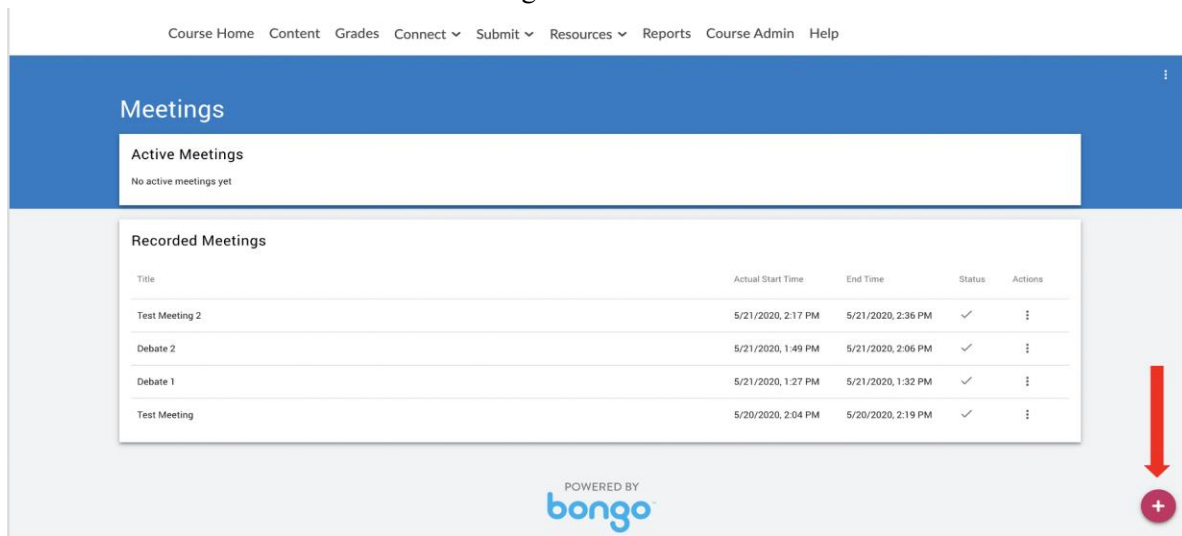 Course Home Content Grades Connect Submit Resources Reports Course Admin Help
Meetings
Active Meetings
No active meetings yet
Recorded Meetings
Title Actual Start Time End Time Status Actions
Test Meeting 2 5/21/2020, 2:17 PM 5/21/2020, 2:36 PM
Debate 2 5/21/2020, 1:49 PM 5/21/2020, 2:06 PM
Debate 1 5/21/2020, 1:27 PM 5/21/2020, 1:32 PM
Test Meeting 5/20/2020, 2:04 PM 5/20/2020, 2:19 PM
POWERED BY
bongo
+